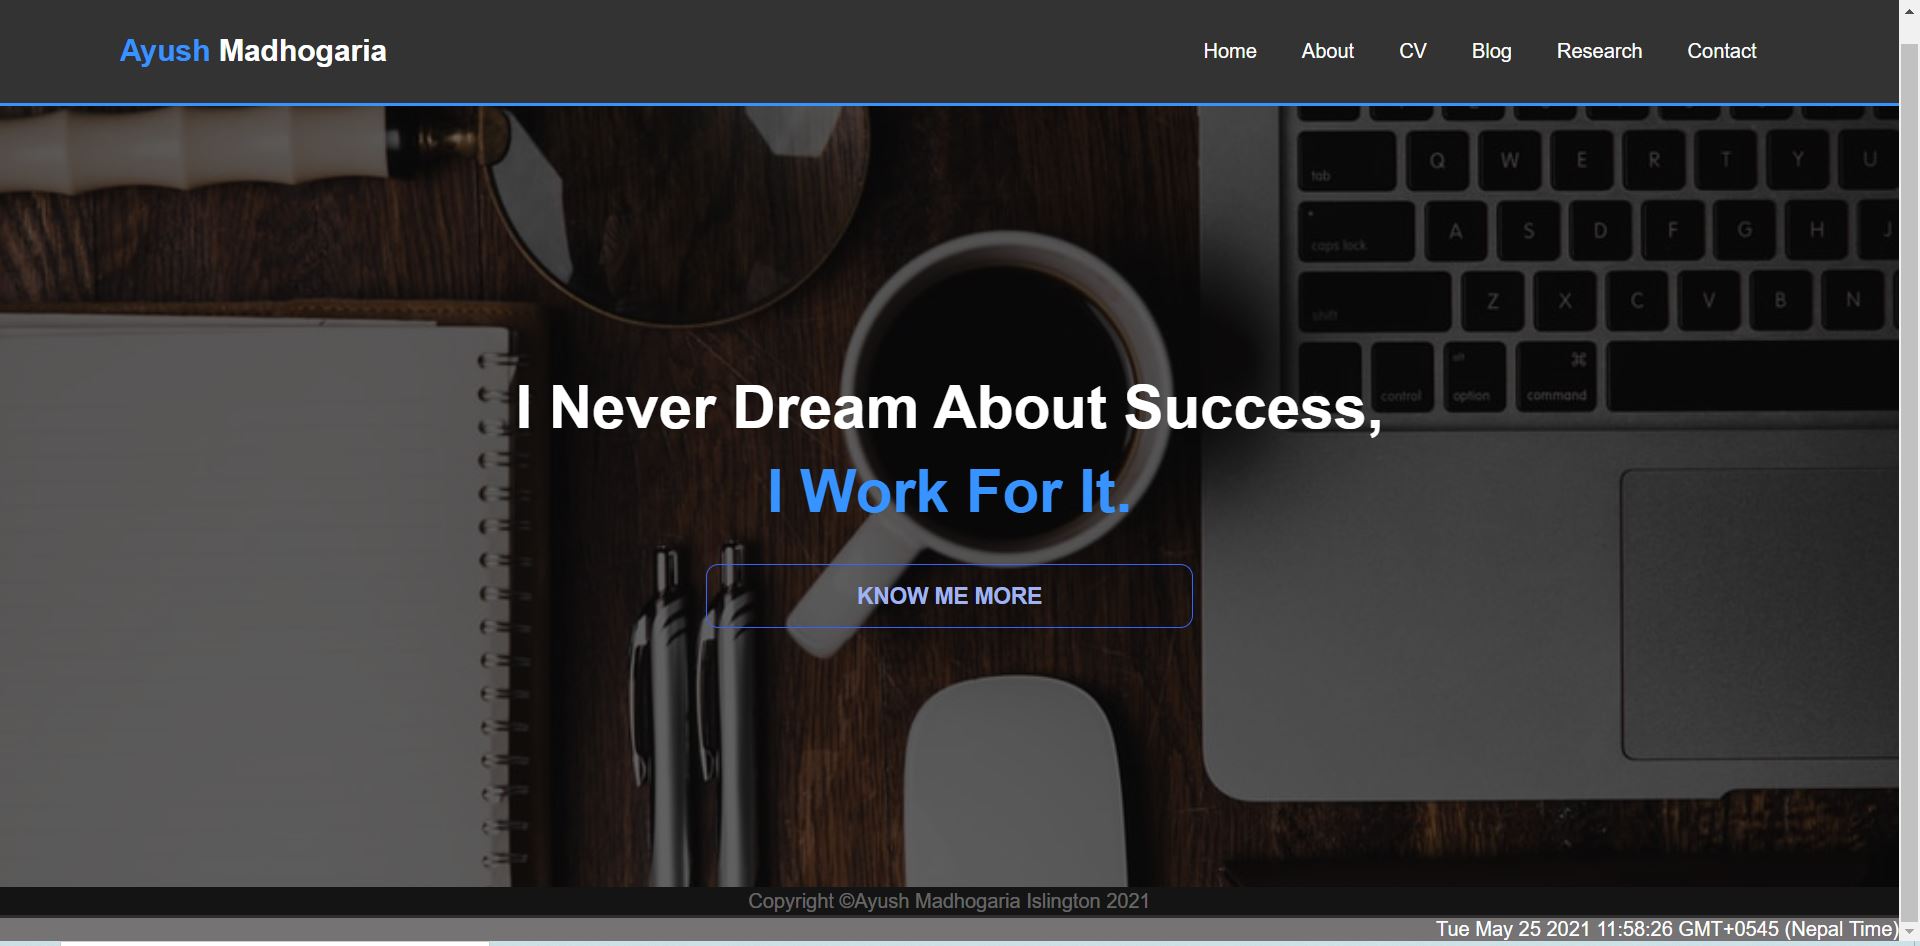 Ayush Madhogaria
Home About CV Blog Research Contact
tab Q W E R T Y U
caps lock A S D F G H J
shift Z X C V B N
control alt option ⌘ command
I Never Dream About Success,
I Work For It.
KNOW ME MORE
Copyright ©Ayush Madhogaria Islington 2021
Tue May 25 2021 11:58:26 GMT+0545 (Nepal Time)